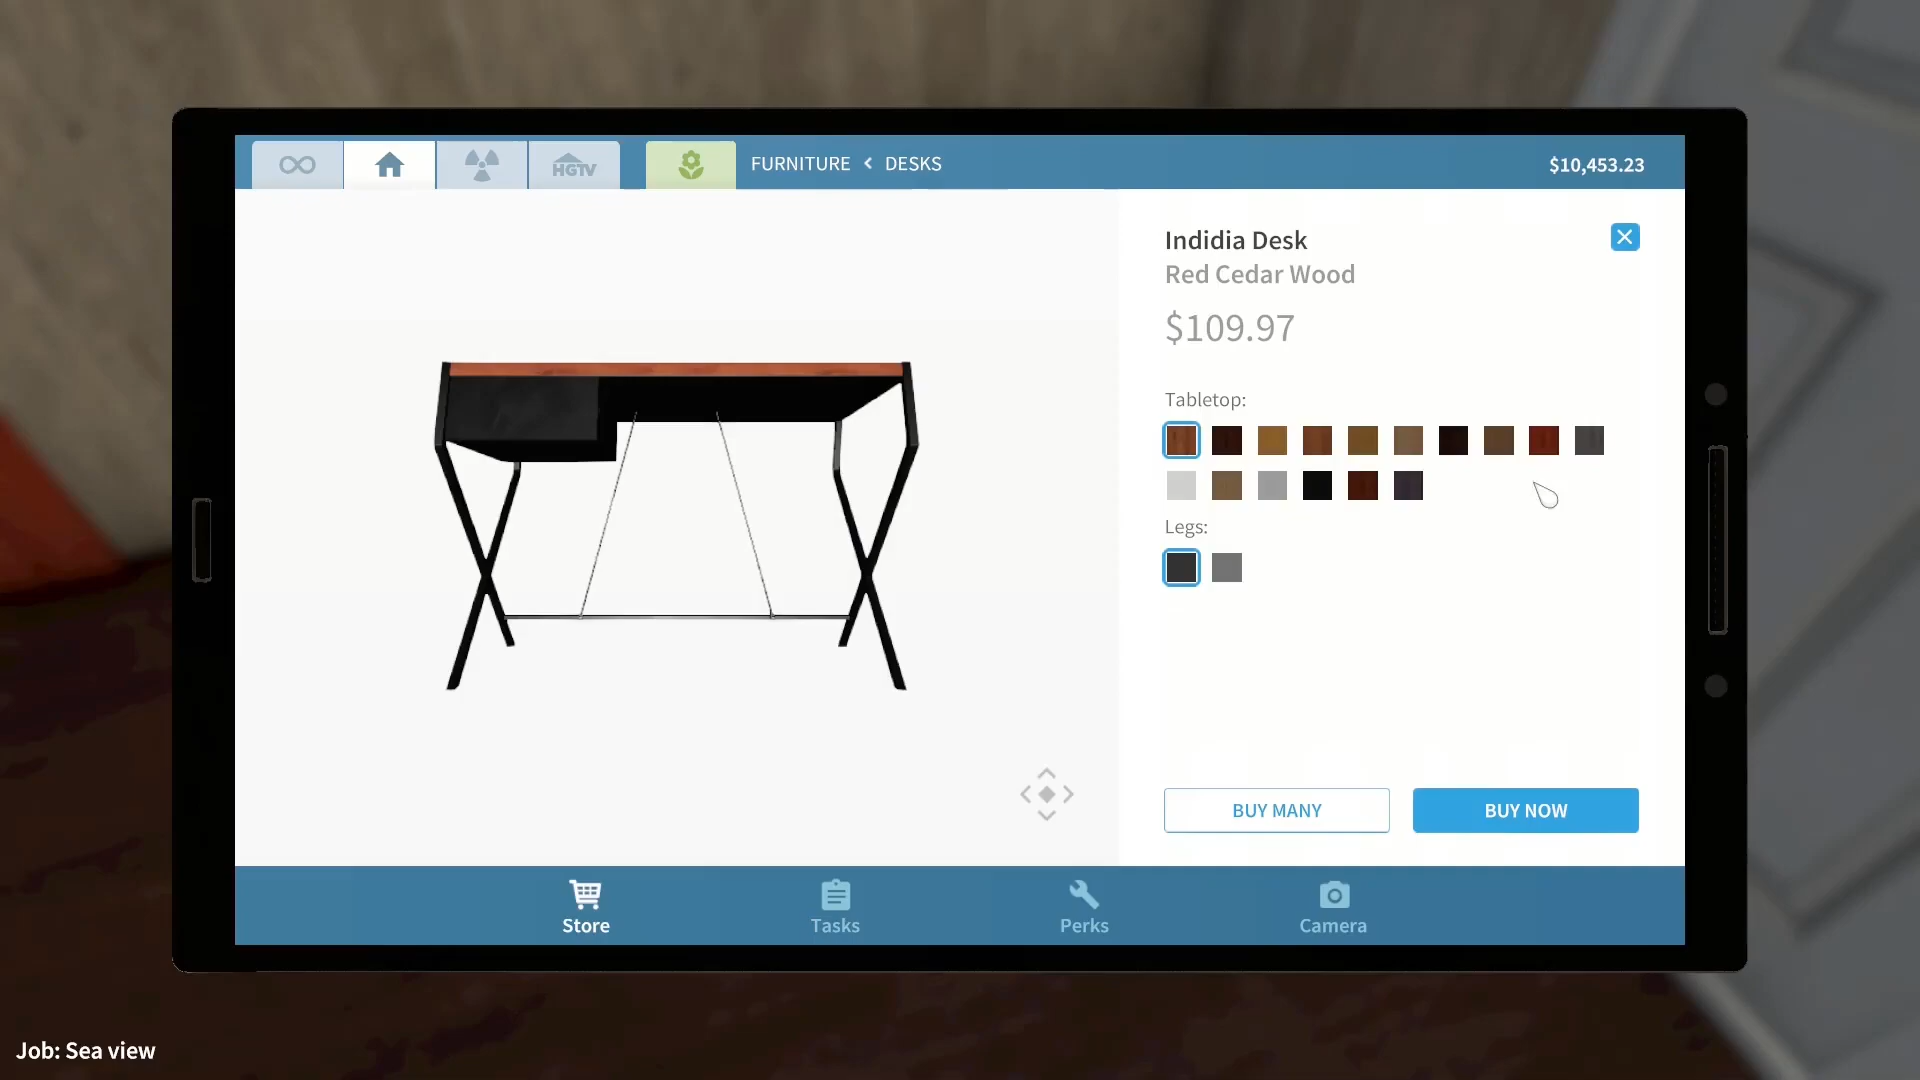 HGTV
FURNITURE < DESKS
$10,453.23
Indidia Desk
Red Cedar Wood
$109.97
Tabletop:
Legs:
BUY MANY
BUY NOW
Store
Tasks
Perks
Camera
Job: Sea view